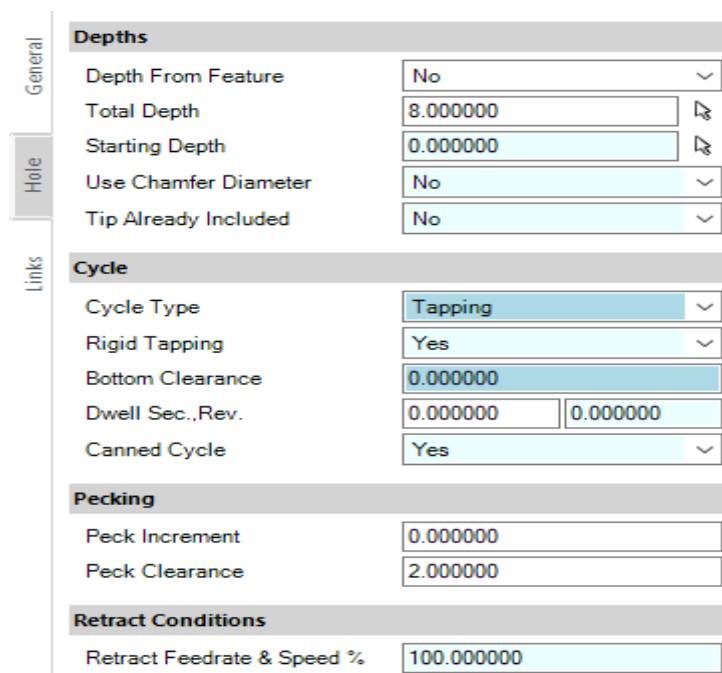 General
Hole
Links
Depths
Depth From Feature No
Total Depth 8.000000
Starting Depth 0.000000
Use Chamfer Diameter No
Tip Already Included No
Cycle
Cycle Type Tapping
Rigid Tapping Yes
Bottom Clearance 0.000000
Dwell Sec.,Rev. 0.000000 0.000000
Canned Cycle Yes
Pecking
Peck Increment 0.000000
Peck Clearance 2.000000
Retract Conditions
Retract Feedrate & Speed % 100.000000